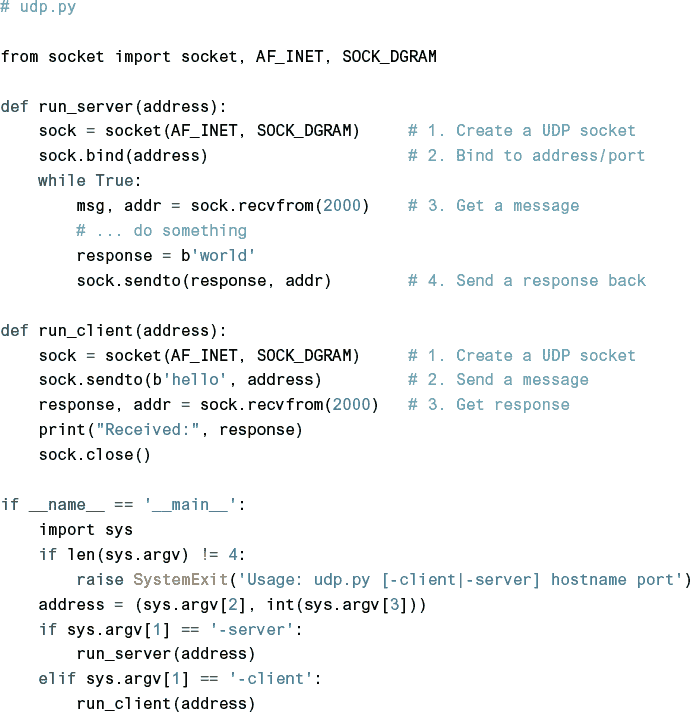 # udp.py

from socket import socket, AF_INET, SOCK_DGRAM

def run_server(address):
    sock = socket(AF_INET, SOCK_DGRAM)     # 1. Create a UDP socket
    sock.bind(address)                     # 2. Bind to address/port
    while True:
        msg, addr = sock.recvfrom(2000)    # 3. Get a message
        # ... do something
        response = b'world'
        sock.sendto(response, addr)        # 4. Send a response back

def run_client(address):
    sock = socket(AF_INET, SOCK_DGRAM)     # 1. Create a UDP socket
    sock.sendto(b'hello', address)         # 2. Send a message
    response, addr = sock.recvfrom(2000)   # 3. Get response
    print("Received:", response)
    sock.close()

if __name__ == '__main__':
    import sys
    if len(sys.argv) != 4:
        raise SystemExit('Usage: udp.py [-client|-server] hostname port')
    address = (sys.argv[2], int(sys.argv[3]))
    if sys.argv[1] == '-server':
        run_server(address)
    elif sys.argv[1] == '-client':
        run_client(address)